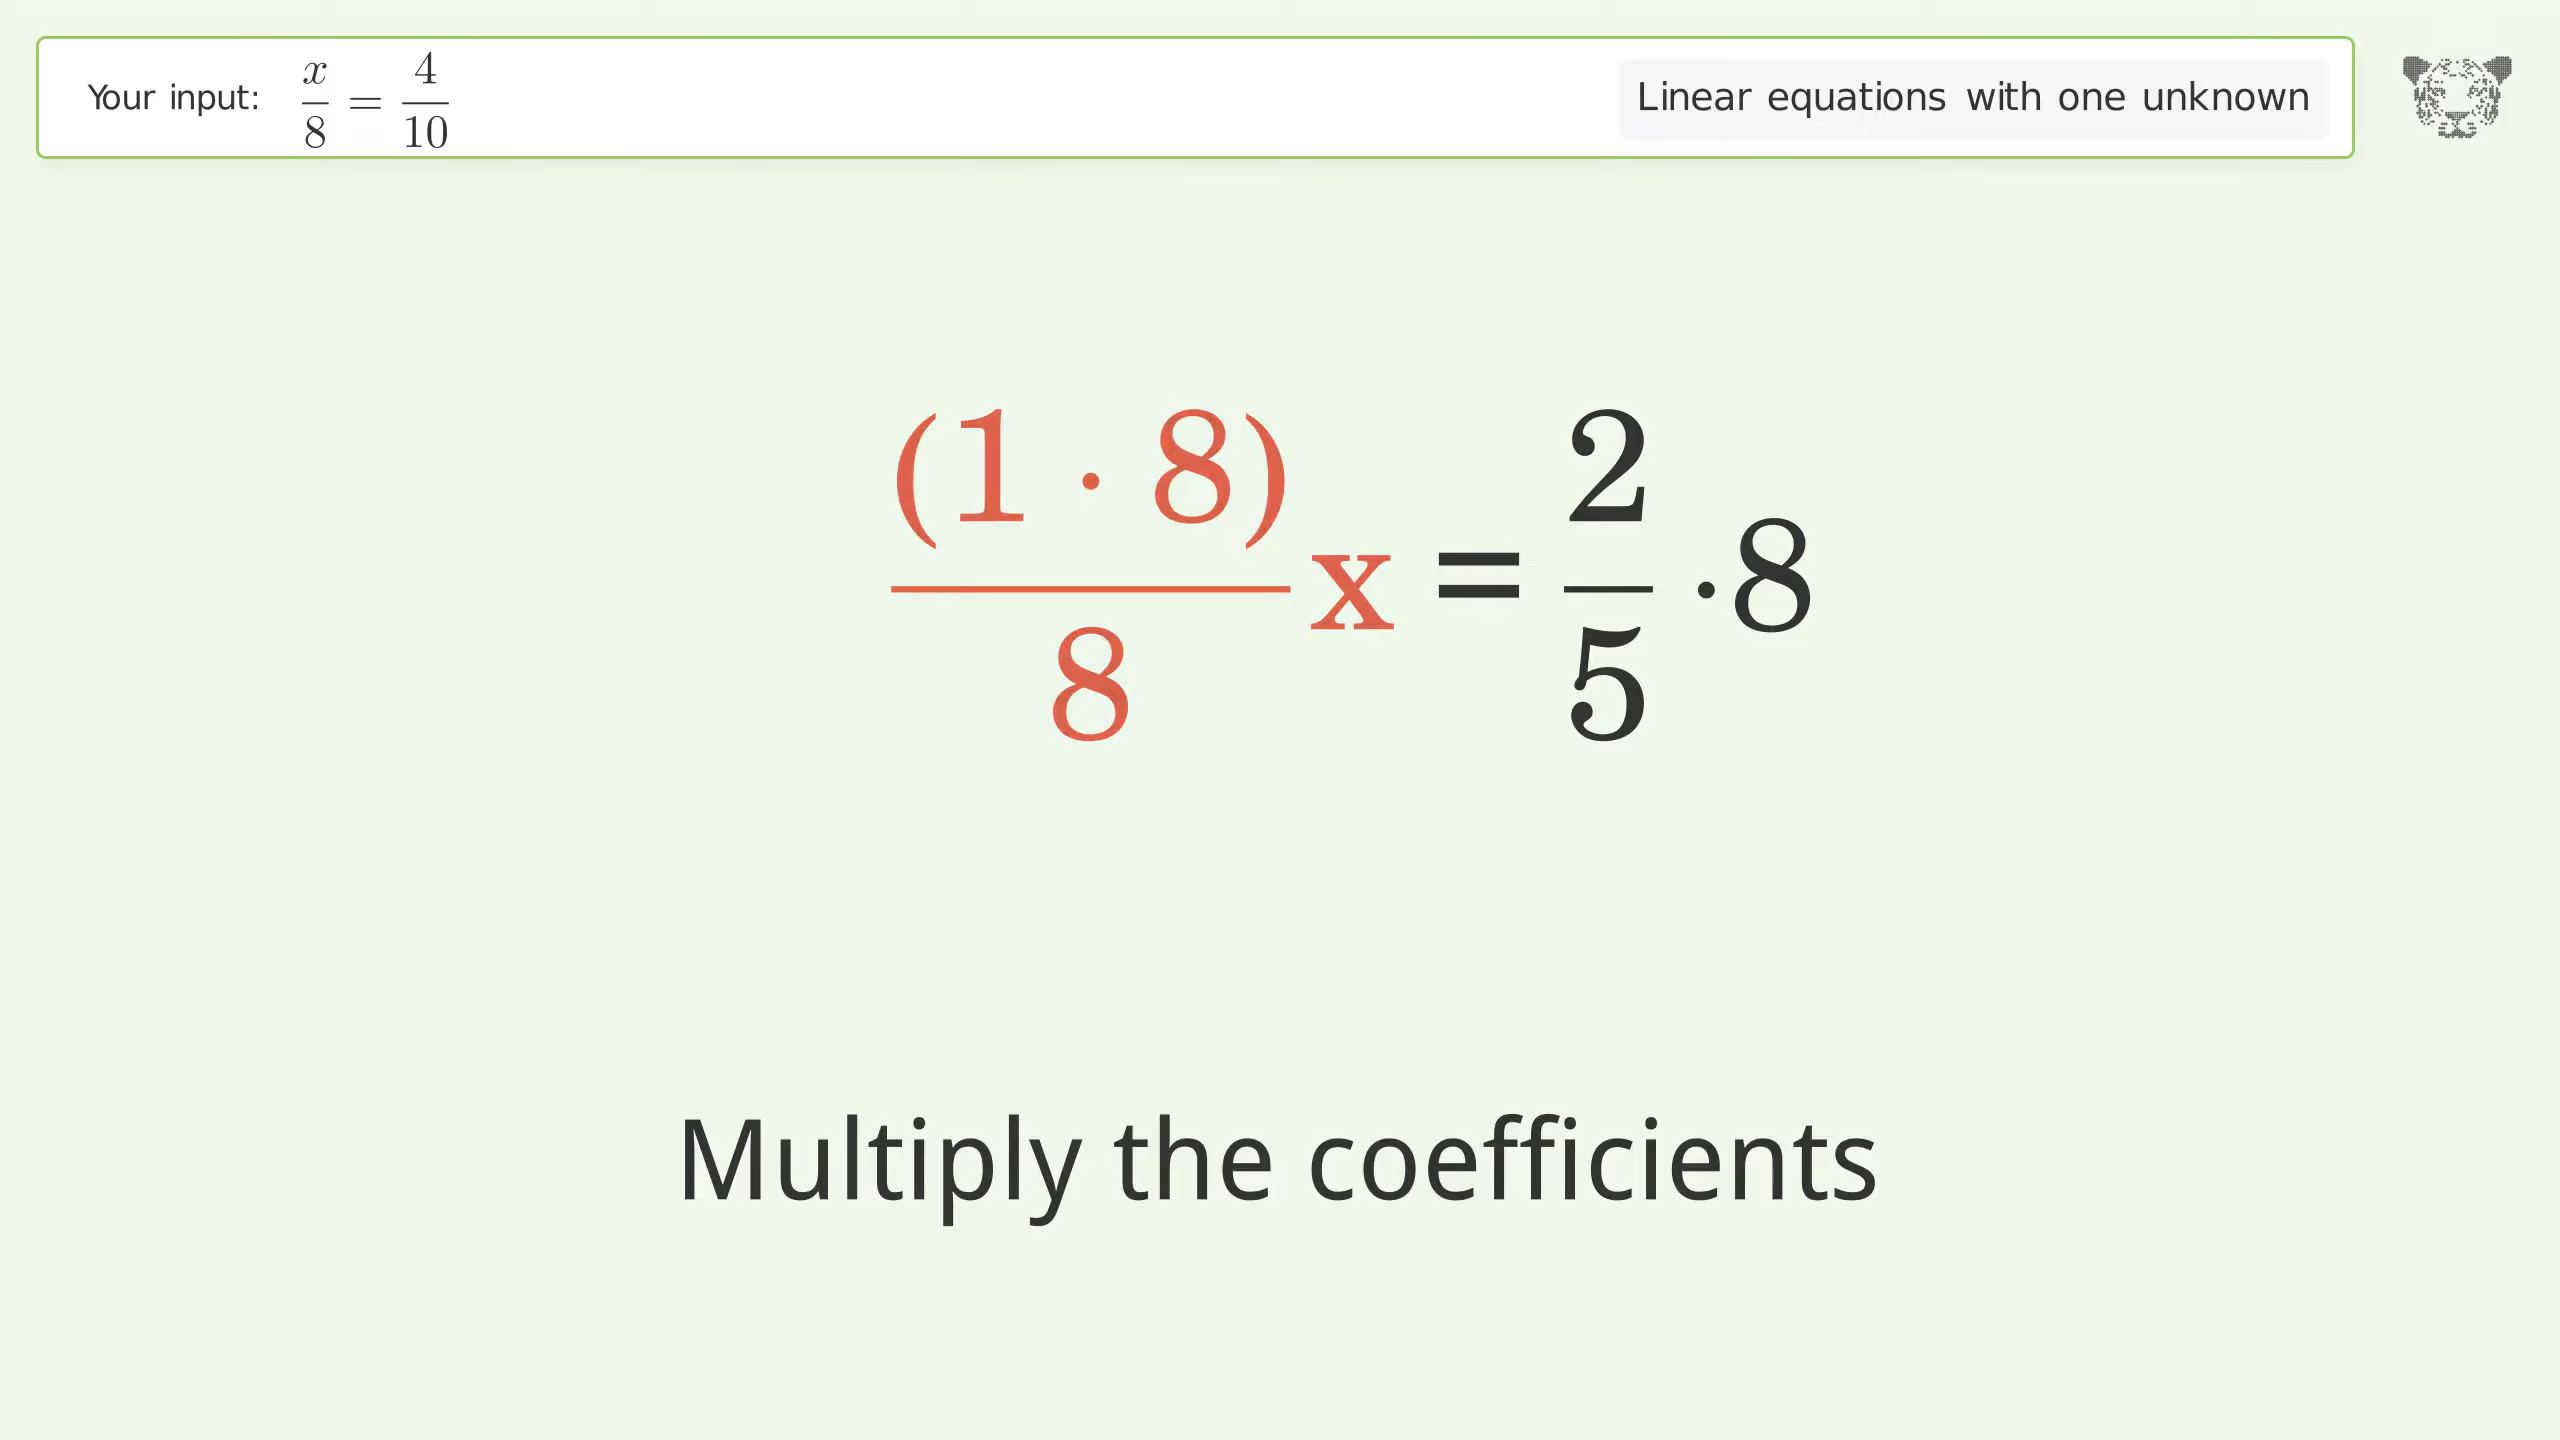 Your input: x/8 = 4/10
Linear equations with one unknown
(1 · 8)/8 x = 2/5 · 8
Multiply the coefficients